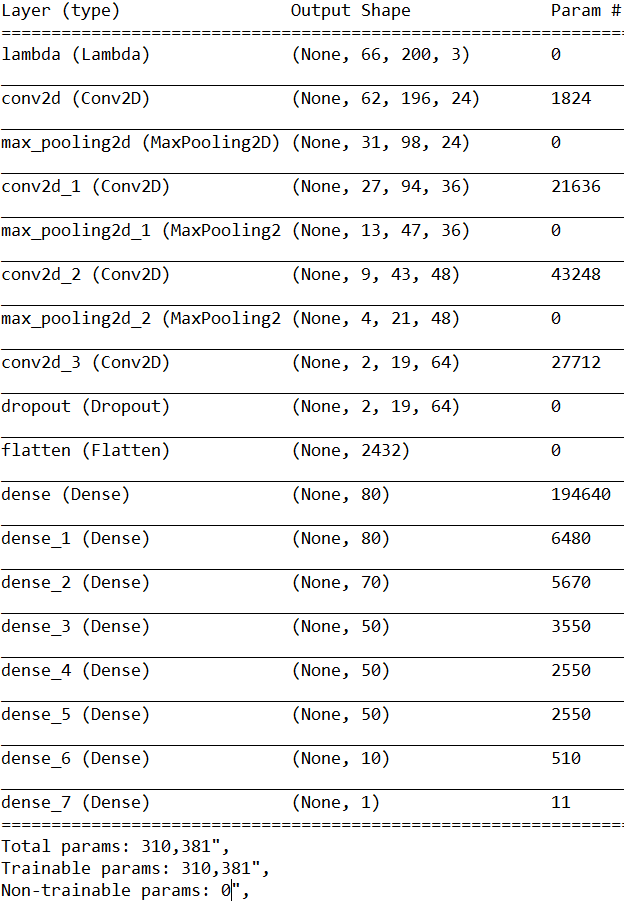 Layer (type) Output Shape Param #
=================================================================
lambda (Lambda) (None, 66, 200, 3) 0
conv2d (Conv2D) (None, 62, 196, 24) 1824
max_pooling2d (MaxPooling2D) (None, 31, 98, 24) 0
conv2d_1 (Conv2D) (None, 27, 94, 36) 21636
max_pooling2d_1 (MaxPooling2 (None, 13, 47, 36) 0
conv2d_2 (Conv2D) (None, 9, 43, 48) 43248
max_pooling2d_2 (MaxPooling2 (None, 4, 21, 48) 0
conv2d_3 (Conv2D) (None, 2, 19, 64) 27712
dropout (Dropout) (None, 2, 19, 64) 0
flatten (Flatten) (None, 2432) 0
dense (Dense) (None, 80) 194640
dense_1 (Dense) (None, 80) 6480
dense_2 (Dense) (None, 70) 5670
dense_3 (Dense) (None, 50) 3550
dense_4 (Dense) (None, 50) 2550
dense_5 (Dense) (None, 50) 2550
dense_6 (Dense) (None, 10) 510
dense_7 (Dense) (None, 1) 11
=================================================================
Total params: 310,381",
Trainable params: 310,381",
Non-trainable params: 0",